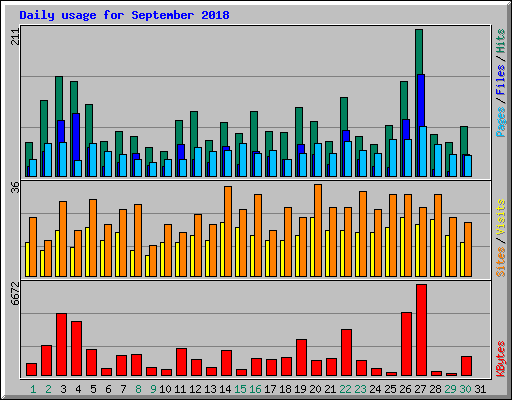 Daily usage for September 2018
211
Pages / Files / Hits
36
Sites / Visits
6672
KBytes
1 2 3 4 5 6 7 8 9 10 11 12 13 14 15 16 17 18 19 20 21 22 23 24 25 26 27 28 29 30 31